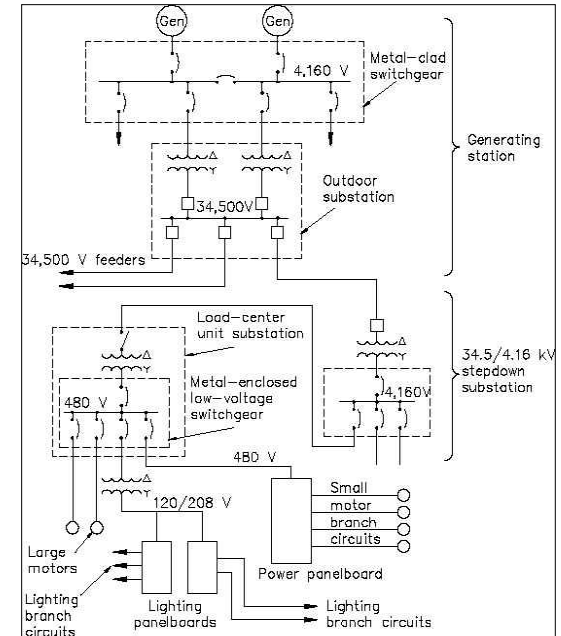 Gen
Gen
Metal-clad
switchgear
4,160 V
Generating
station
Δ
Δ
Y
Y
Outdoor
substation
34,500V
34,500 V feeders
Load-center
unit substation
Δ
Y
Δ
Y
34.5/4.16 kV
stepdown
substation
Metal-enclosed
low-voltage
switchgear
480 V
4,160V
480 V
Δ
Y
120/208 V
Small
motor
branch
circuits
Large
motors
Power panelboard
Lighting
branch
circuits
Lighting
panelboards
Lighting
branch circuits